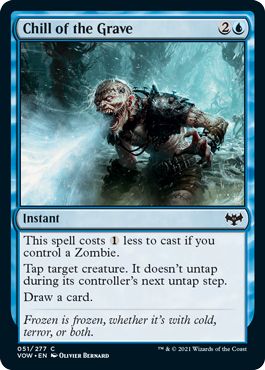 Chill of the Grave 2
Instant
This spell costs 1 less to cast if you
control a Zombie.
Tap target creature. It doesn't untap
during its controller's next untap step.
Draw a card.
Frozen is frozen, whether it's with cold,
terror, or both.
051/277 C
VOW • EN OLIVIER BERNARD
™ & © 2021 Wizards of the Coast